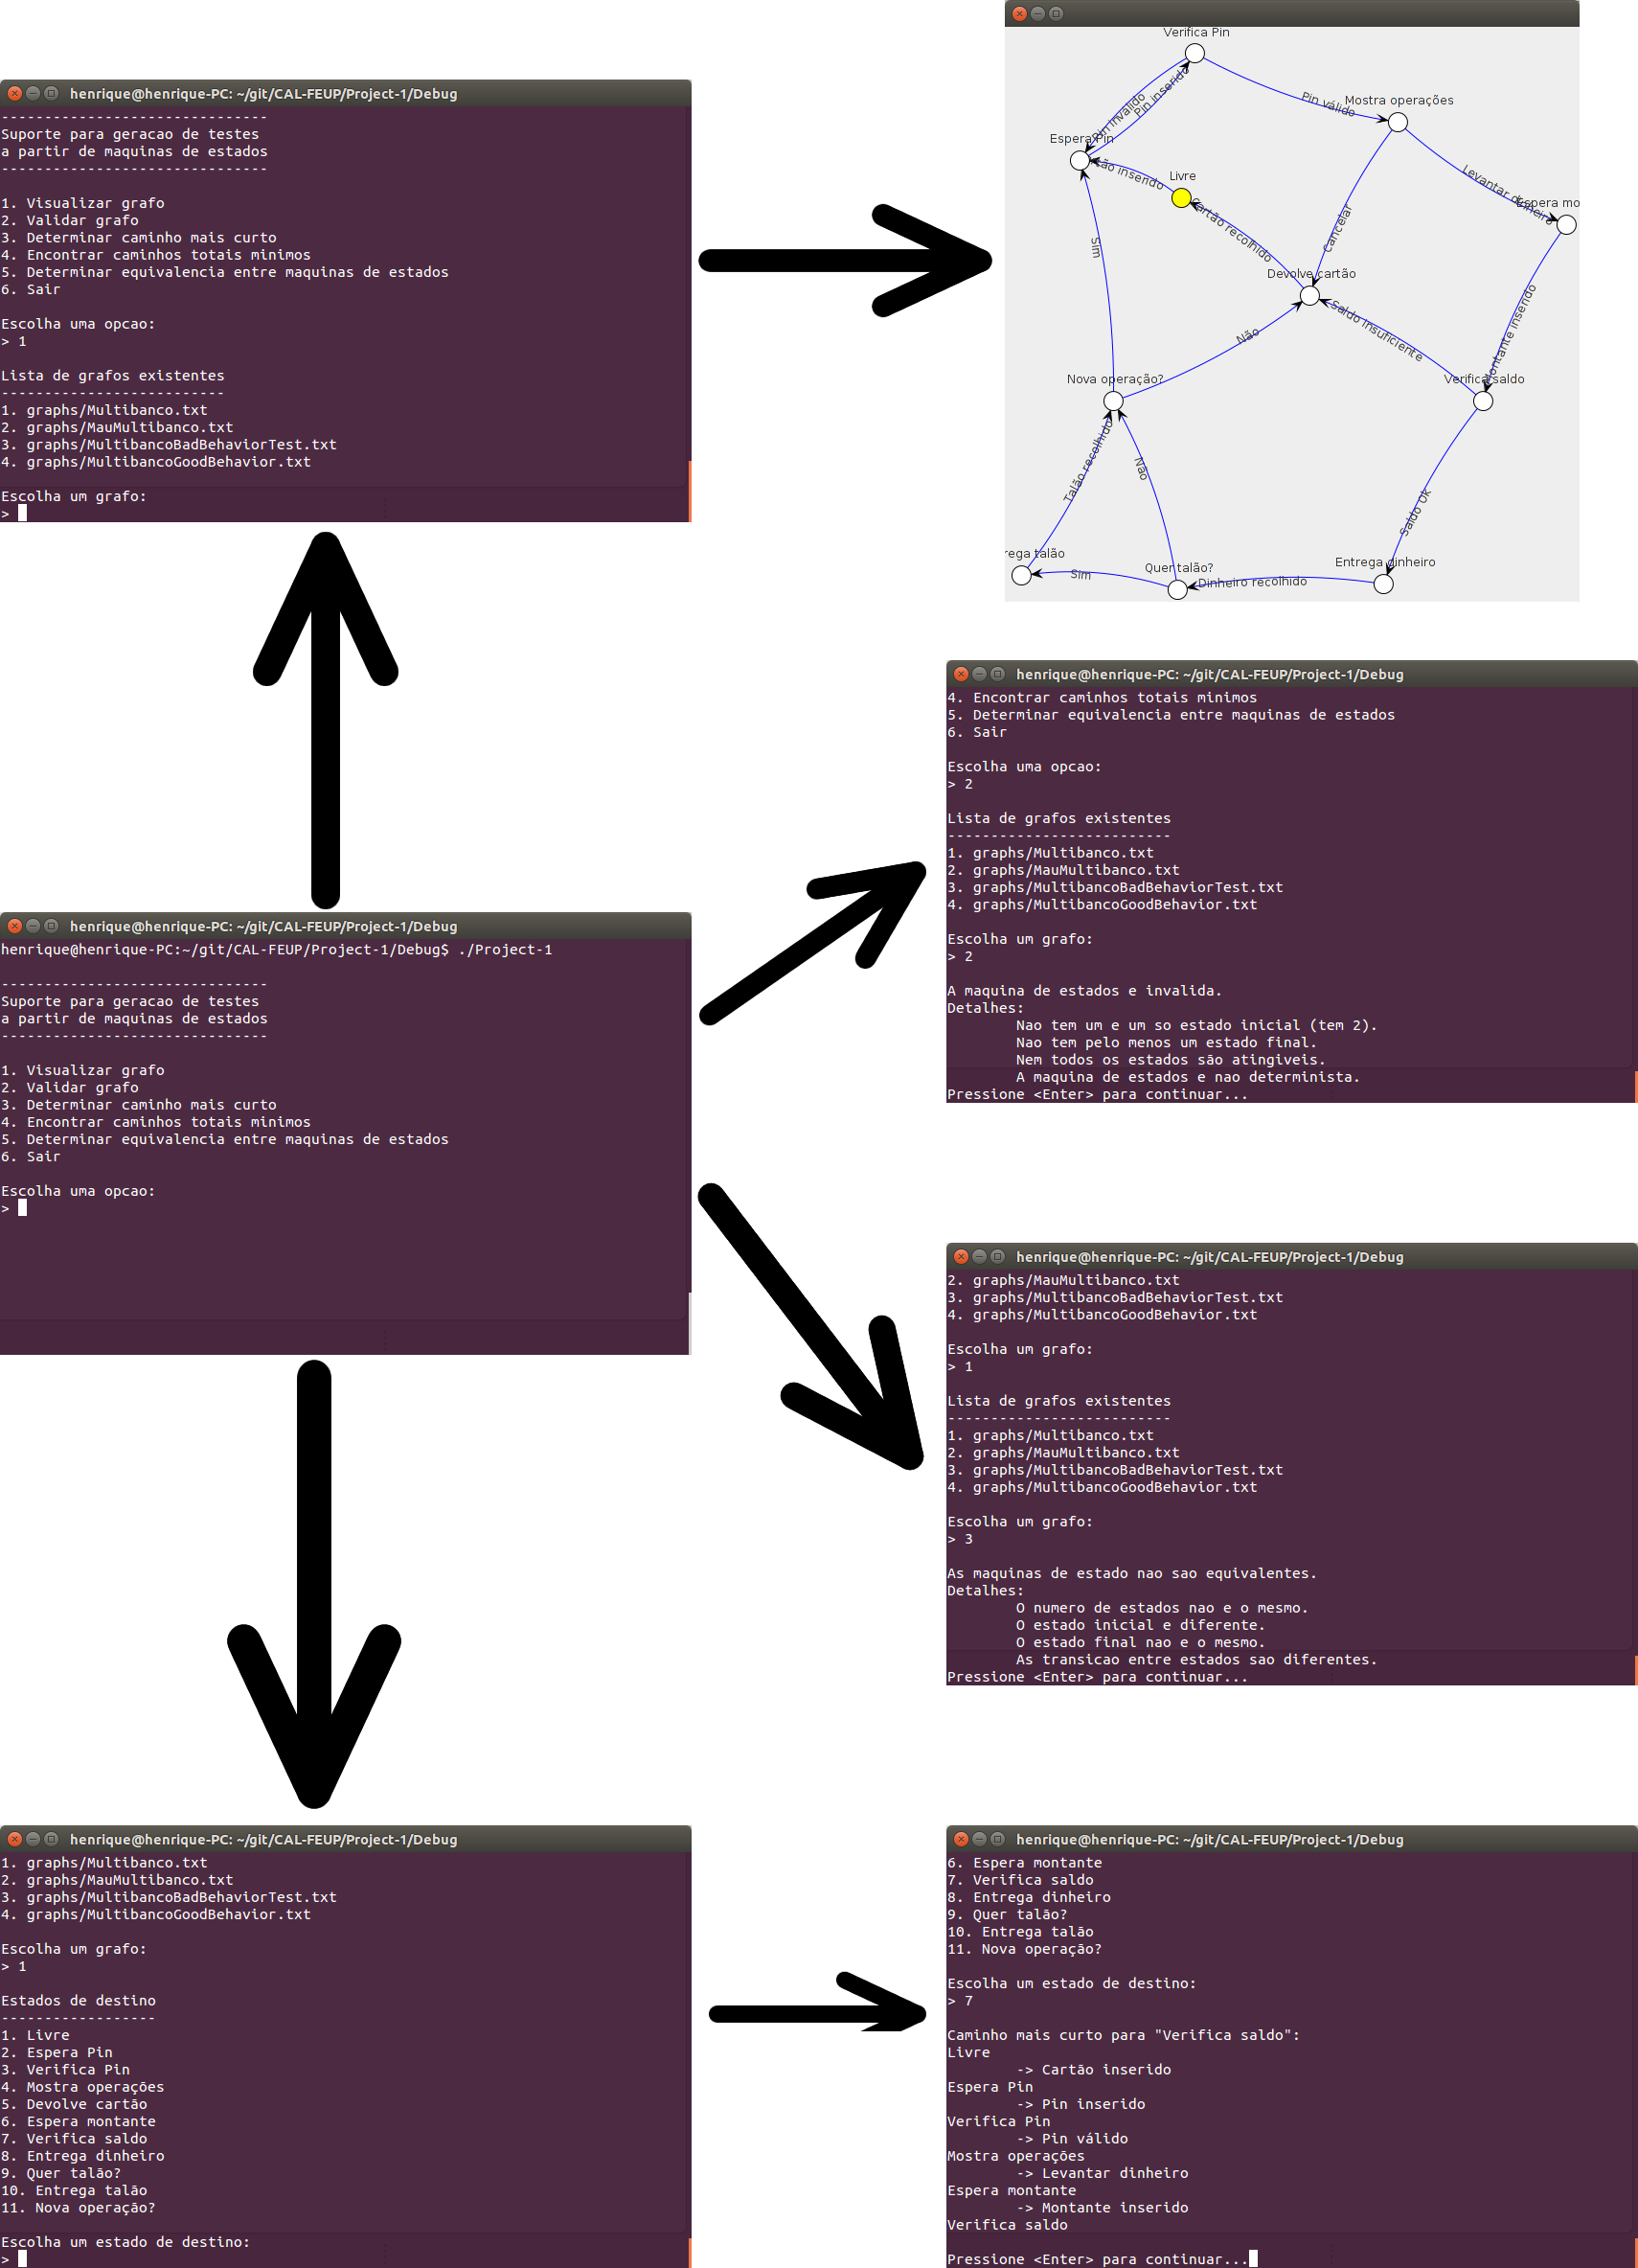 henrique@henrique-PC: ~/git/CAL-FEUP/Project-1/Debug
-------------------------------
Suporte para geracao de testes
a partir de maquinas de estados
-------------------------------
1. Visualizar grafo
2. Validar grafo
3. Determinar caminho mais curto
4. Encontrar caminhos totais minimos
5. Determinar equivalencia entre maquinas de estados
6. Sair
Escolha uma opcao:
> 1
Lista de grafos existentes
--------------------------
1. graphs/Multibanco.txt
2. graphs/MauMultibanco.txt
3. graphs/MultibancoBadBehaviorTest.txt
4. graphs/MultibancoGoodBehavior.txt
Escolha um grafo:
>
Verifica Pin
Pin inválido
Pin inserido
Pin válido
Mostra operações
Espera Pin
Livre
Levantar dinheiro
Espera mo
Cartão recolhido
Cancelar
Sim
Devolve cartão
Saldo insuficiente
Não
Nova operação?
Verifica saldo
Talão recolhido
Não
Saldo Ok
rega talão
Sim
Quer talão?
Dinheiro recolhido
Entrega dinheiro
henrique@henrique-PC: ~/git/CAL-FEUP/Project-1/Debug
4. Encontrar caminhos totais minimos
5. Determinar equivalencia entre maquinas de estados
6. Sair
Escolha uma opcao:
> 2
Lista de grafos existentes
--------------------------
1. graphs/Multibanco.txt
2. graphs/MauMultibanco.txt
3. graphs/MultibancoBadBehaviorTest.txt
4. graphs/MultibancoGoodBehavior.txt
Escolha um grafo:
> 2
A maquina de estados e invalida.
Detalhes:
Nao tem um e um so estado inicial (tem 2).
Nao tem pelo menos um estado final.
Nem todos os estados são atingiveis.
A maquina de estados e nao determinista.
Pressione <Enter> para continuar...
henrique@henrique-PC: ~/git/CAL-FEUP/Project-1/Debug
henrique@henrique-PC:~/git/CAL-FEUP/Project-1/Debug$ ./Project-1
-------------------------------
Suporte para geracao de testes
a partir de maquinas de estados
-------------------------------
1. Visualizar grafo
2. Validar grafo
3. Determinar caminho mais curto
4. Encontrar caminhos totais minimos
5. Determinar equivalencia entre maquinas de estados
6. Sair
Escolha uma opcao:
>
henrique@henrique-PC: ~/git/CAL-FEUP/Project-1/Debug
2. graphs/MauMultibanco.txt
3. graphs/MultibancoBadBehaviorTest.txt
4. graphs/MultibancoGoodBehavior.txt
Escolha um grafo:
> 1
Lista de grafos existentes
--------------------------
1. graphs/Multibanco.txt
2. graphs/MauMultibanco.txt
3. graphs/MultibancoBadBehaviorTest.txt
4. graphs/MultibancoGoodBehavior.txt
Escolha um grafo:
> 3
As maquinas de estado nao sao equivalentes.
Detalhes:
O numero de estados nao e o mesmo.
O estado inicial e diferente.
O estado final nao e o mesmo.
As transicao entre estados sao diferentes.
Pressione <Enter> para continuar...
henrique@henrique-PC: ~/git/CAL-FEUP/Project-1/Debug
1. graphs/Multibanco.txt
2. graphs/MauMultibanco.txt
3. graphs/MultibancoBadBehaviorTest.txt
4. graphs/MultibancoGoodBehavior.txt
Escolha um grafo:
> 1
Estados de destino
------------------
1. Livre
2. Espera Pin
3. Verifica Pin
4. Mostra operações
5. Devolve cartão
6. Espera montante
7. Verifica saldo
8. Entrega dinheiro
9. Quer talão?
10. Entrega talão
11. Nova operação?
Escolha um estado de destino:
>
henrique@henrique-PC: ~/git/CAL-FEUP/Project-1/Debug
6. Espera montante
7. Verifica saldo
8. Entrega dinheiro
9. Quer talão?
10. Entrega talão
11. Nova operação?
Escolha um estado de destino:
> 7
Caminho mais curto para "Verifica saldo":
Livre
-> Cartão inserido
Espera Pin
-> Pin inserido
Verifica Pin
-> Pin válido
Mostra operações
-> Levantar dinheiro
Espera montante
-> Montante inserido
Verifica saldo
Pressione <Enter> para continuar...